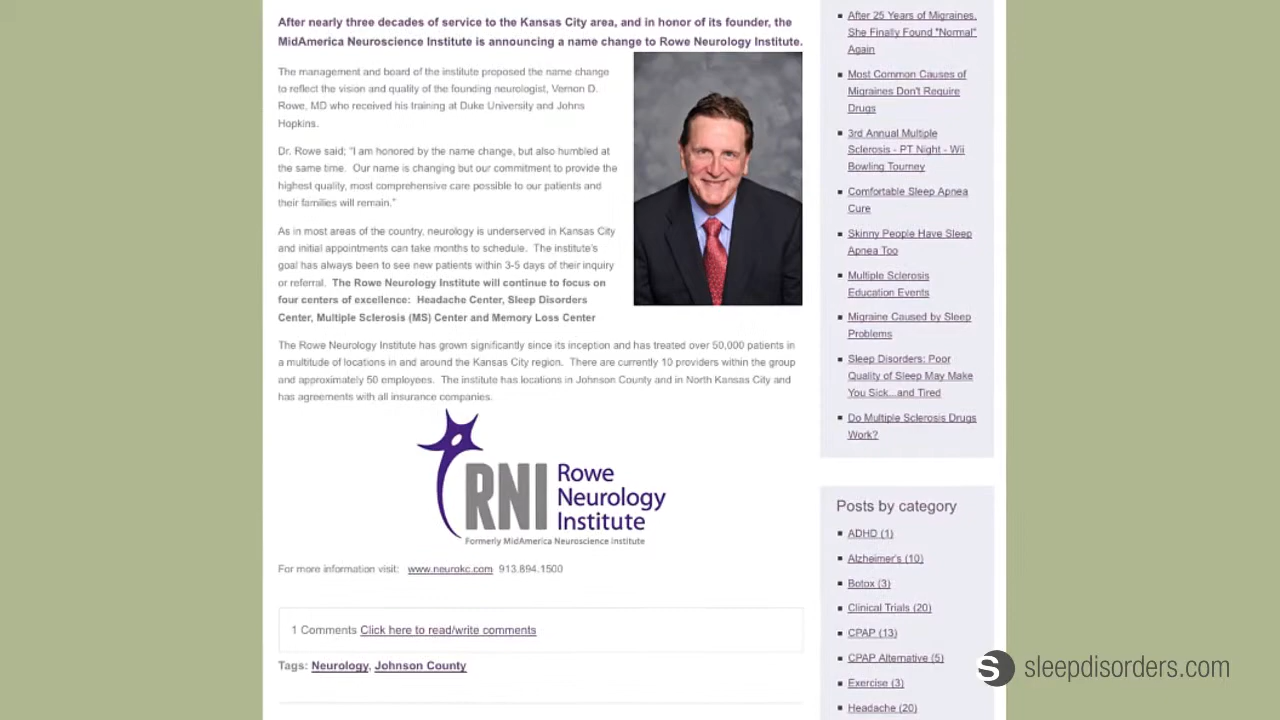 After nearly three decades of service to the Kansas City area, and in honor of its founder, the
MidAmerica Neuroscience Institute is announcing a name change to Rowe Neurology Institute.
The management and board of the institute proposed the name change
to reflect the vision and quality of the founding neurologist, Vernon D.
Rowe, MD who received his training at Duke University and Johns
Hopkins.
Dr. Rowe said; "I am honored by the name change, but also humbled at
the same time. Our name is changing but our commitment to provide the
highest quality, most comprehensive care possible to our patients and
their families will remain."
As in most areas of the country, neurology is underserved in Kansas City
and initial appointments can take months to schedule. The institute's
goal has always been to see new patients within 3-5 days of their inquiry
or referral. The Rowe Neurology Institute will continue to focus on
four centers of excellence: Headache Center, Sleep Disorders
Center, Multiple Sclerosis (MS) Center and Memory Loss Center
The Rowe Neurology Institute has grown significantly since its inception and has treated over 50,000 patients in
a multitude of locations in and around the Kansas City region. There are currently 10 providers within the group
and approximately 50 employees. The institute has locations in Johnson County and in North Kansas City and
has agreements with all insurance companies.
RNI
Rowe
Neurology
Institute
Formerly MidAmerica Neuroscience Institute
For more information visit: www.neurokc.com 913.894.1500
1 Comments Click here to read/write comments
Tags: Neurology, Johnson County
After 25 Years of Migraines,
She Finally Found "Normal"
Again
Most Common Causes of
Migraines Don't Require
Drugs
3rd Annual Multiple
Sclerosis - PT Night - Wii
Bowling Tourney
Comfortable Sleep Apnea
Cure
Skinny People Have Sleep
Apnea Too
Multiple Sclerosis
Education Events
Migraine Caused by Sleep
Problems
Sleep Disorders: Poor
Quality of Sleep May Make
You Sick...and Tired
Do Multiple Sclerosis Drugs
Work?
Posts by category
ADHD (1)
Alzheimer's (10)
Botox (3)
Clinical Trials (20)
CPAP (13)
CPAP Alternative (5)
Exercise (3)
Headache (20)
S sleepdisorders.com